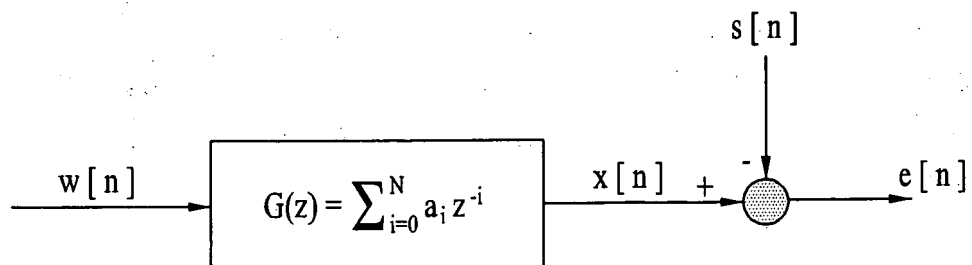 s[n]
w[n]
G(z) = ∑_{i=0}^{N} a_i z^{-i}
x[n]
+
-
e[n]